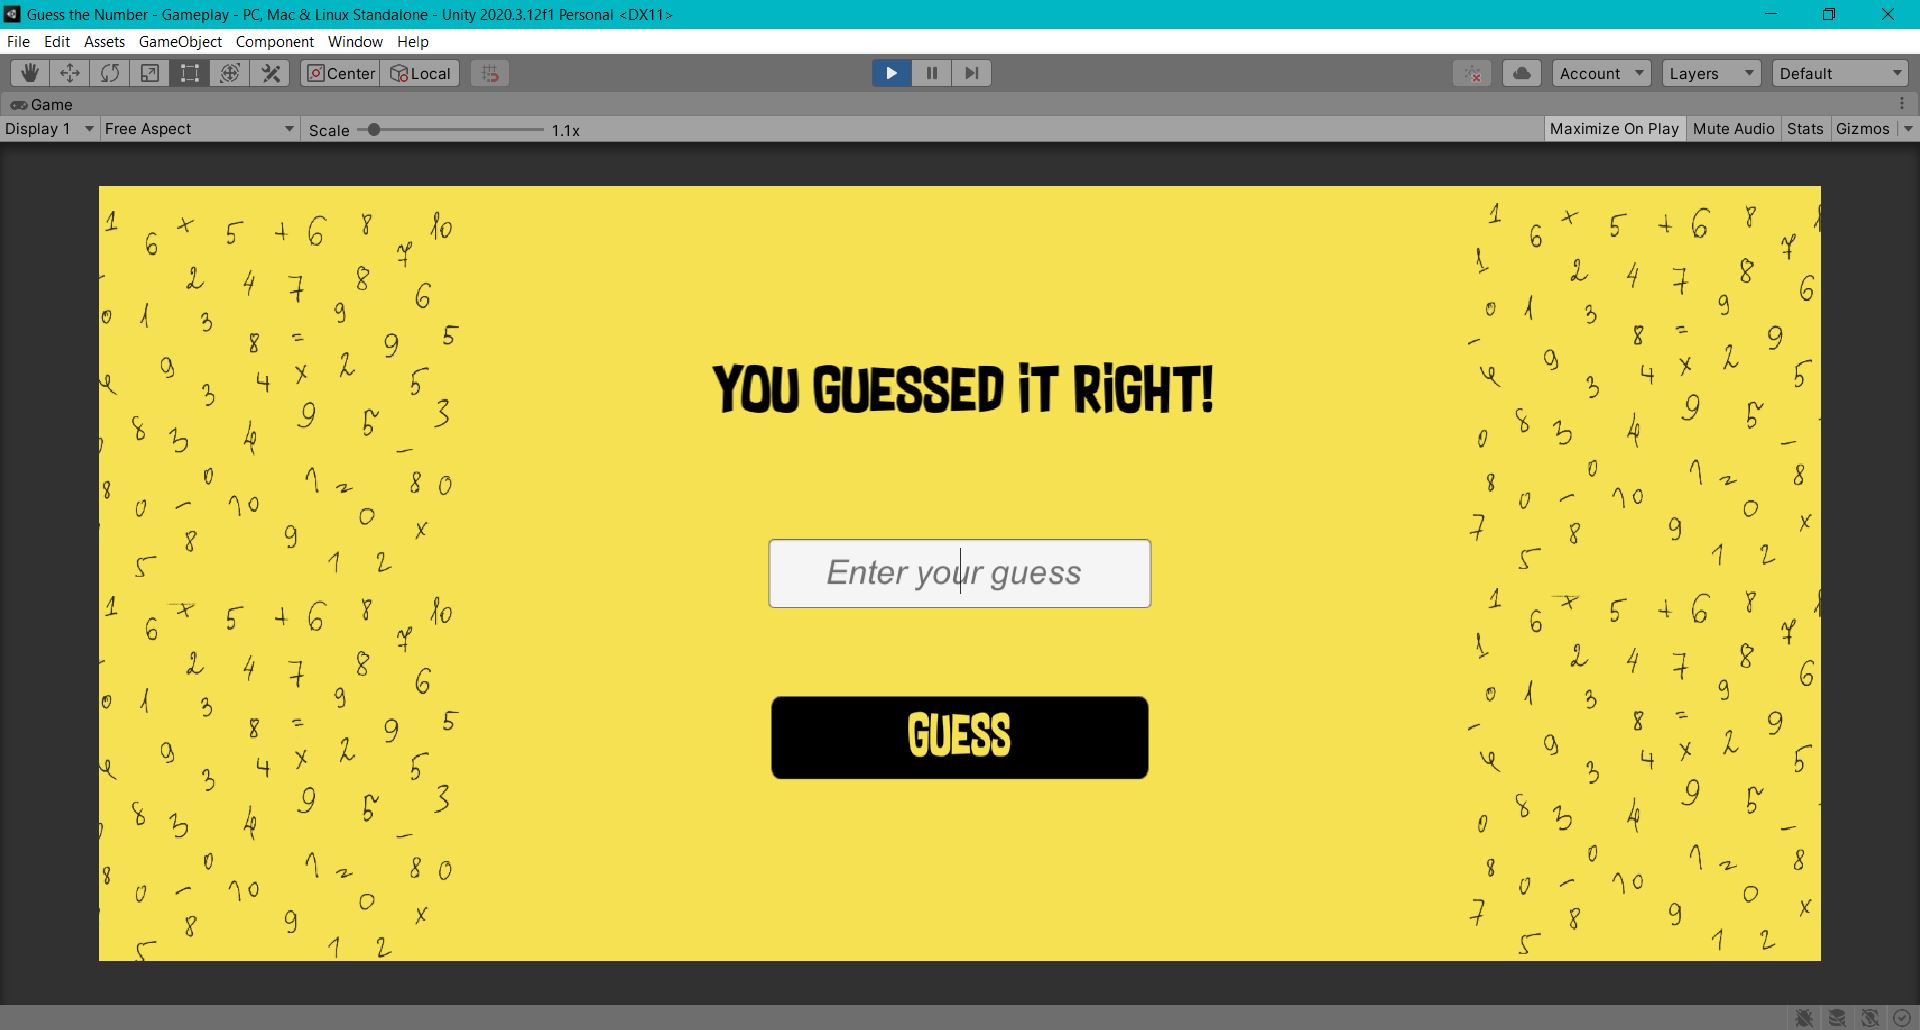 Guess the Number - Gameplay - PC, Mac & Linux Standalone - Unity 2020.3.12f1 Personal <DX11>
File Edit Assets GameObject Component Window Help
Center Local Account Layers Default
Game
Display 1 Free Aspect Scale 1.1x Maximize On Play Mute Audio Stats Gizmos
YOU GUESSED iT RiGHT!
Enter your guess
GUESS